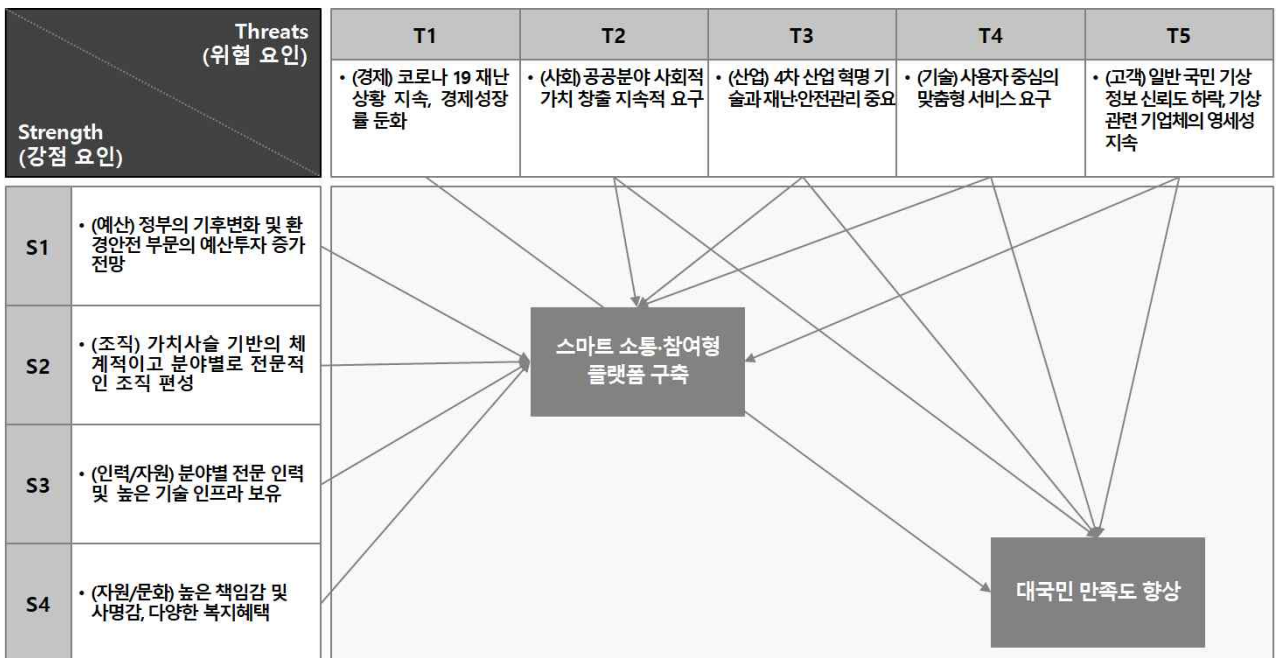 Threats
(위협 요인)
Strength
(강점 요인)
T1
T2
T3
T4
T5
• (경제) 코로나 19 재난
상황 지속, 경제성장
률 둔화
• (사회) 공공분야 사회적
가치 창출 지속적 요구
• (산업) 4차 산업 혁명 기
술과 재난·안전관리 중요
• (기술) 사용자 중심의
맞춤형 서비스 요구
• (고객) 일반 국민 기상
정보 신뢰도 하락, 기상
관련 기업체의 영세성
지속
S1
• (예산) 정부의 기후변화 및 환
경안전 부문의 예산투자 증가
전망
S2
• (조직) 가치사슬 기반의 체
계적이고 분야별로 전문적
인 조직 편성
S3
• (인력/자원) 분야별 전문 인력
및 높은 기술 인프라 보유
S4
• (자원/문화) 높은 책임감 및
사명감, 다양한 복지혜택
스마트 소통·참여형
플랫폼 구축
대국민 만족도 향상